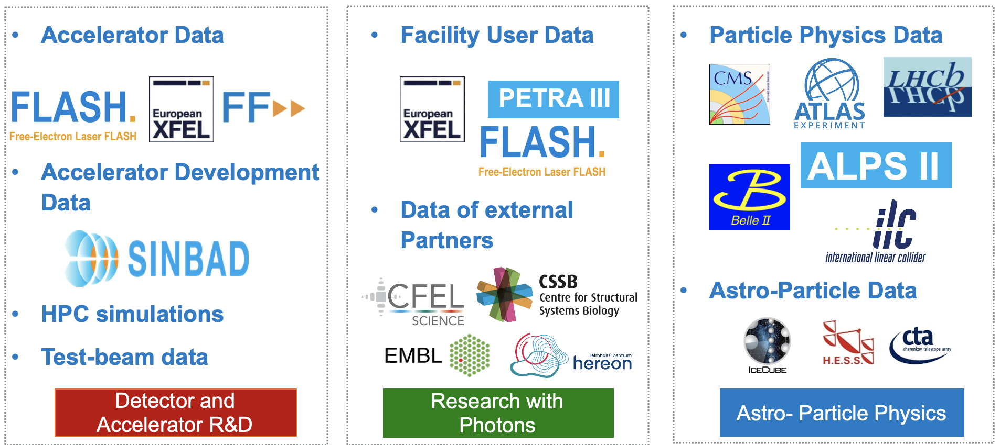 • Accelerator Data
FLASH.
Free-Electron Laser FLASH
European
XFEL
FF
• Accelerator Development
Data
SINBAD
• HPC simulations
• Test-beam data
Detector and
Accelerator R&D
• Facility User Data
European
XFEL
PETRA III
FLASH.
Free-Electron Laser FLASH
• Data of external
Partners
CFEL
SCIENCE
CSSB
Centre for Structural
Systems Biology
EMBL
Helmholtz-Zentrum
hereon
Research with
Photons
• Particle Physics Data
CMS
Compact Muon Solenoid
ATLAS
EXPERIMENT
LHCb
LHCb
ALPS II
B
Belle II
ilc
international linear collider
• Astro-Particle Data
ICECUBE
H.E.S.S.
cta
cherenkov telescope array
Astro- Particle Physics